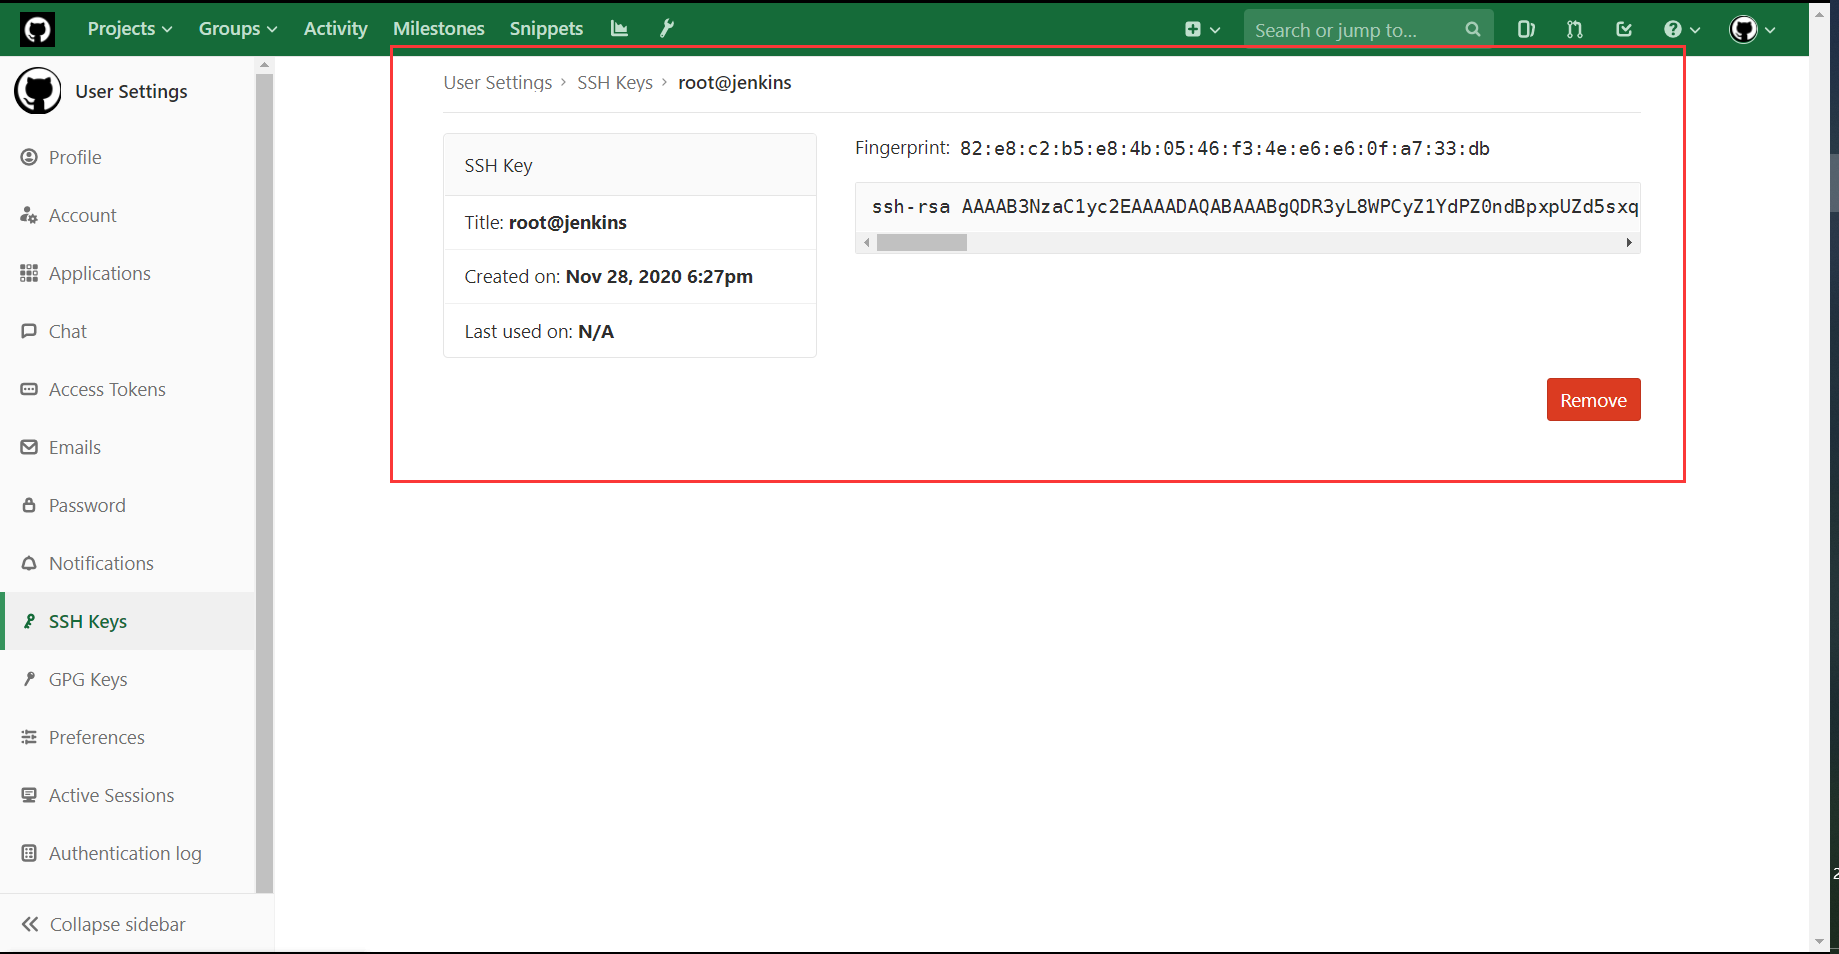 Projects Groups Activity Milestones Snippets Search or jump to...
User Settings
Profile
Account
Applications
Chat
Access Tokens
Emails
Password
Notifications
SSH Keys
GPG Keys
Preferences
Active Sessions
Authentication log
Collapse sidebar
User Settings › SSH Keys › root@jenkins
SSH Key
Title: root@jenkins
Created on: Nov 28, 2020 6:27pm
Last used on: N/A
Fingerprint: 82:e8:c2:b5:e8:4b:05:46:f3:4e:e6:e6:0f:a7:33:db
ssh-rsa AAAAB3NzaC1yc2EAAAADAQABAAABgQDR3yL8WPCyZ1YdPZ0ndBpxpUZd5sxq
Remove
2